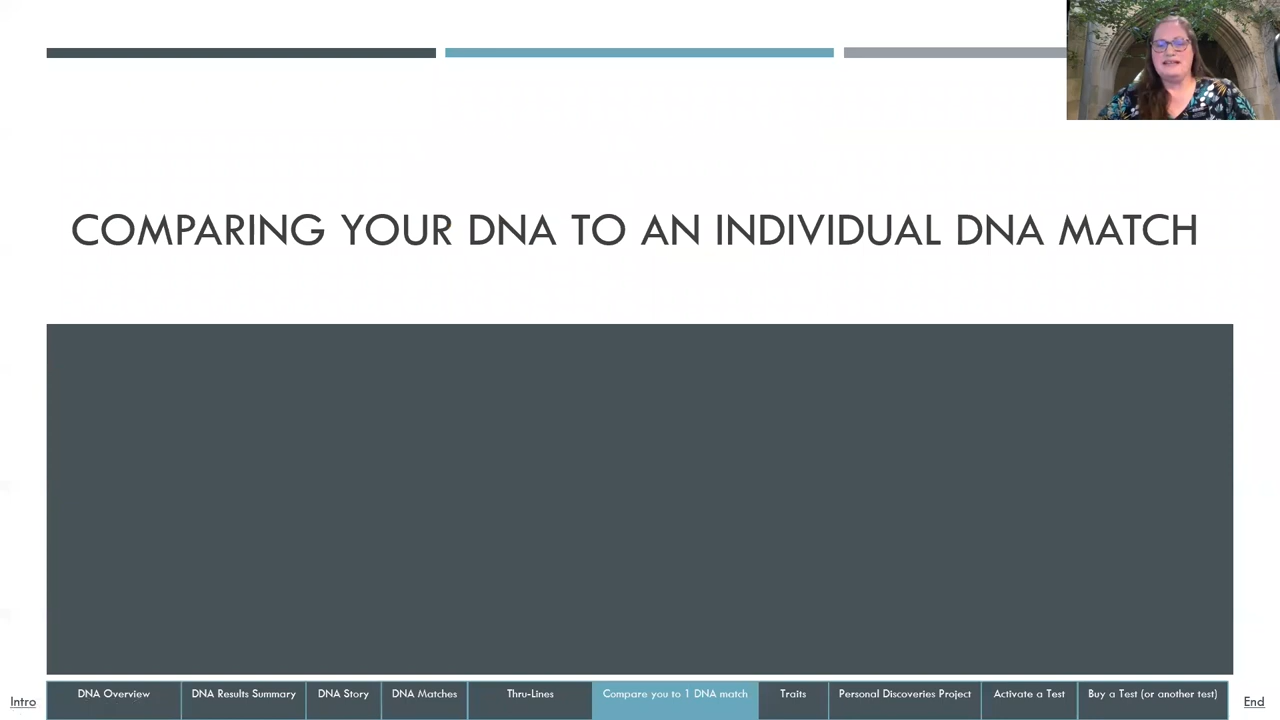 COMPARING YOUR DNA TO AN INDIVIDUAL DNA MATCH
Intro
DNA Overview
DNA Results Summary
DNA Story
DNA Matches
Thru-Lines
Compare you to 1 DNA match
Traits
Personal Discoveries Project
Activate a Test
Buy a Test (or another test)
End